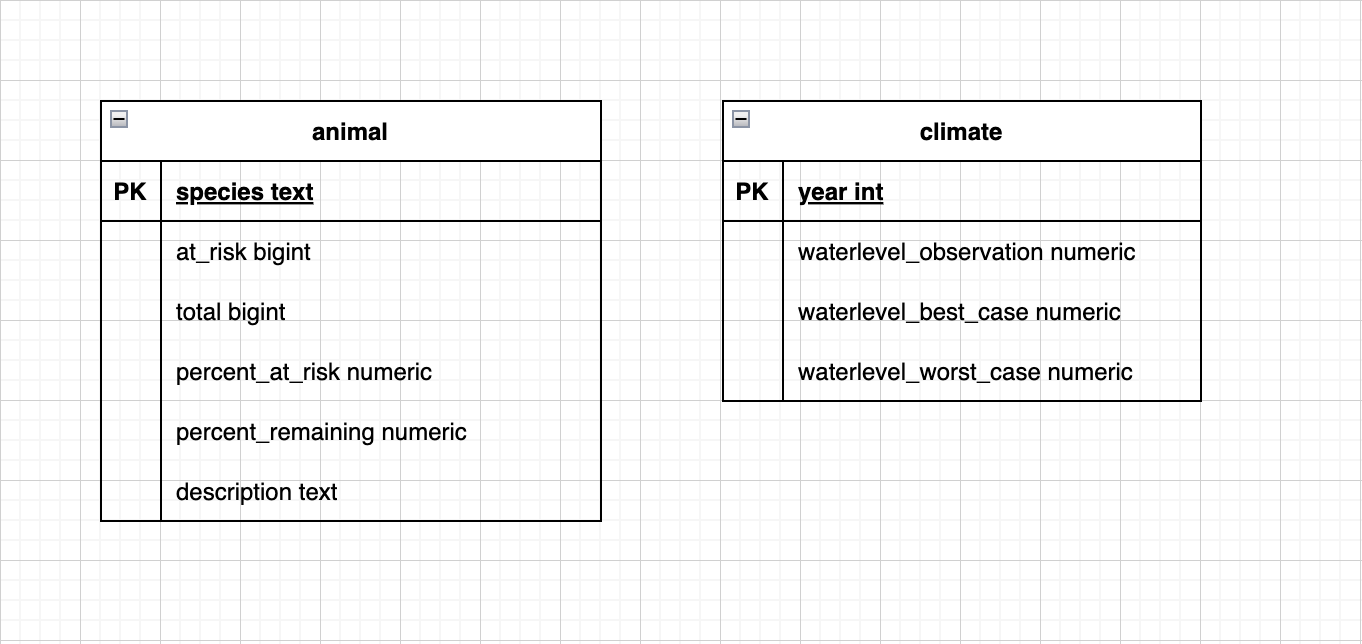 animal
PK species text
at_risk bigint
total bigint
percent_at_risk numeric
percent_remaining numeric
description text
climate
PK year int
waterlevel_observation numeric
waterlevel_best_case numeric
waterlevel_worst_case numeric